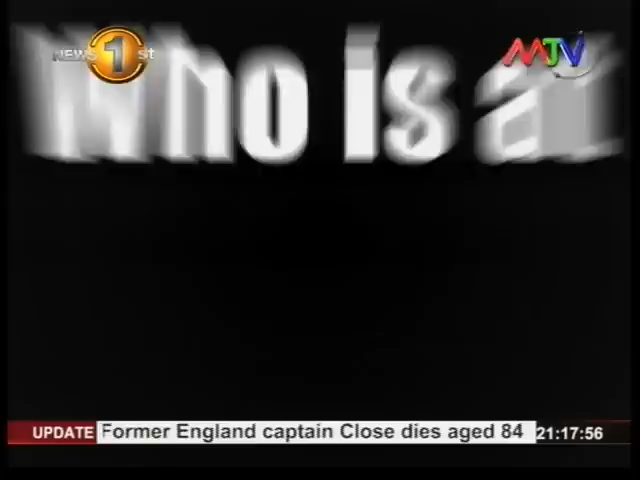 NEWS 1st
MTV
Who is a
UPDATE Former England captain Close dies aged 84 21:17:56